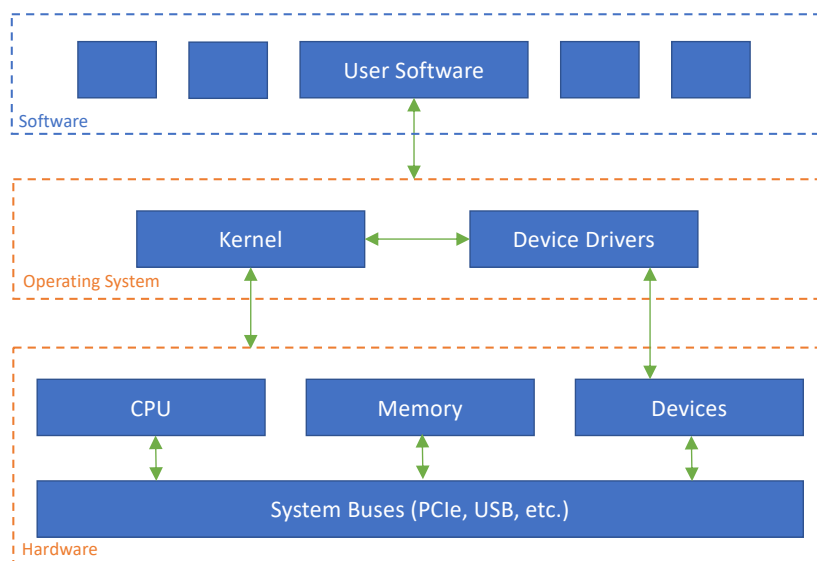 User Software
Software
Kernel
Device Drivers
Operating System
CPU
Memory
Devices
System Buses (PCIe, USB, etc.)
Hardware